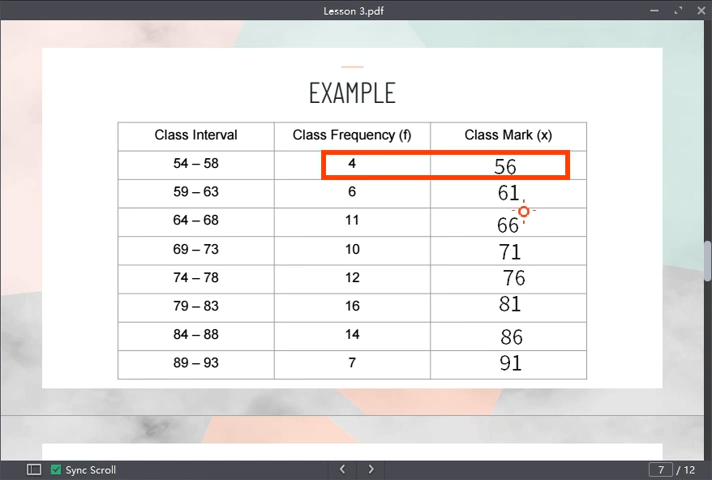 Lesson 3.pdf
EXAMPLE
Class Interval Class Frequency (f) Class Mark (x)
54 – 58 4 56
59 – 63 6 61
64 – 68 11 66
69 – 73 10 71
74 – 78 12 76
79 – 83 16 81
84 – 88 14 86
89 – 93 7 91
Sync Scroll 7 / 12